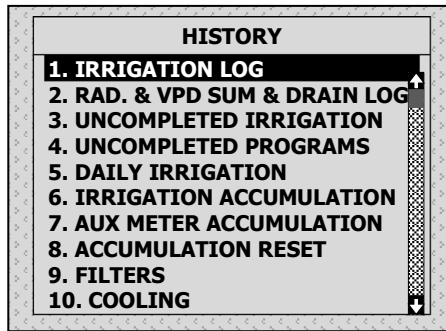 HISTORY
1. IRRIGATION LOG
2. RAD. & VPD SUM & DRAIN LOG
3. UNCOMPLETED IRRIGATION
4. UNCOMPLETED PROGRAMS
5. DAILY IRRIGATION
6. IRRIGATION ACCUMULATION
7. AUX METER ACCUMULATION
8. ACCUMULATION RESET
9. FILTERS
10. COOLING